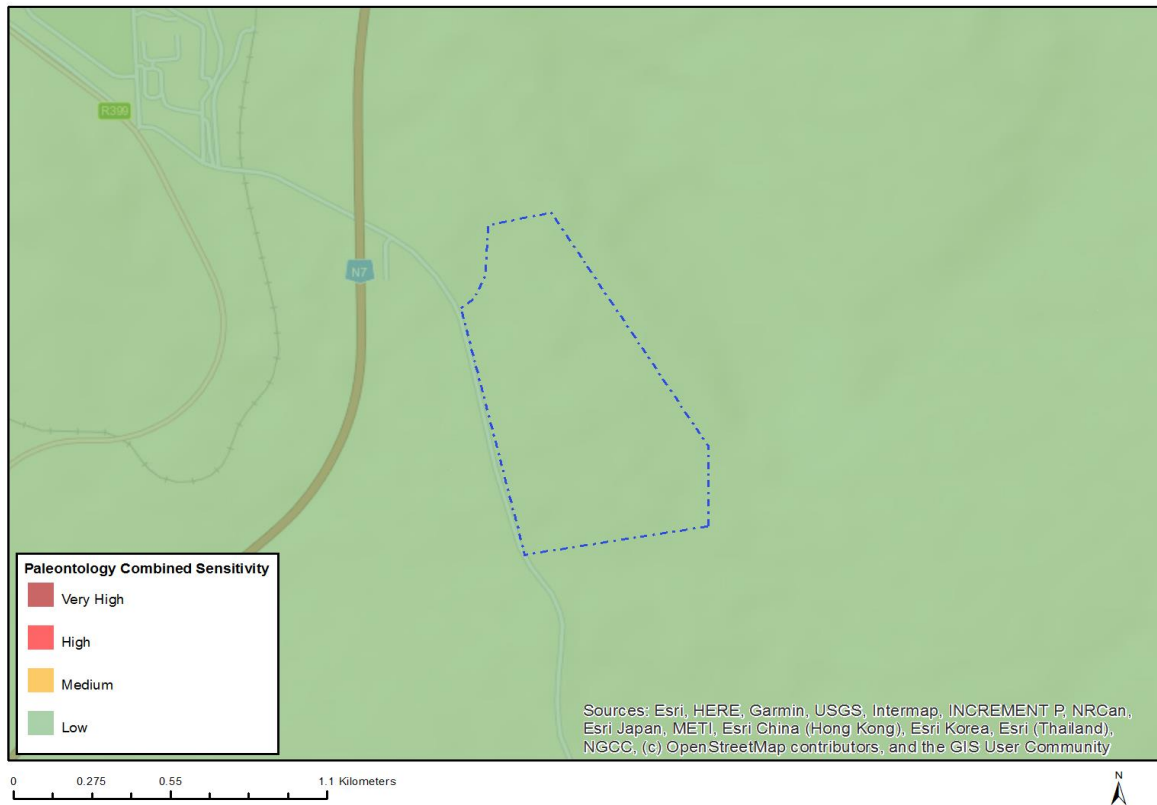 R399
N7
Paleontology Combined Sensitivity
Very High
High
Medium
Low
Sources: Esri, HERE, Garmin, USGS, Intermap, INCREMENT P, NRCan,
Esri Japan, METI, Esri China (Hong Kong), Esri Korea, Esri (Thailand),
NGCC, (c) OpenStreetMap contributors, and the GIS User Community
0 0.275 0.55 1.1 Kilometers
N